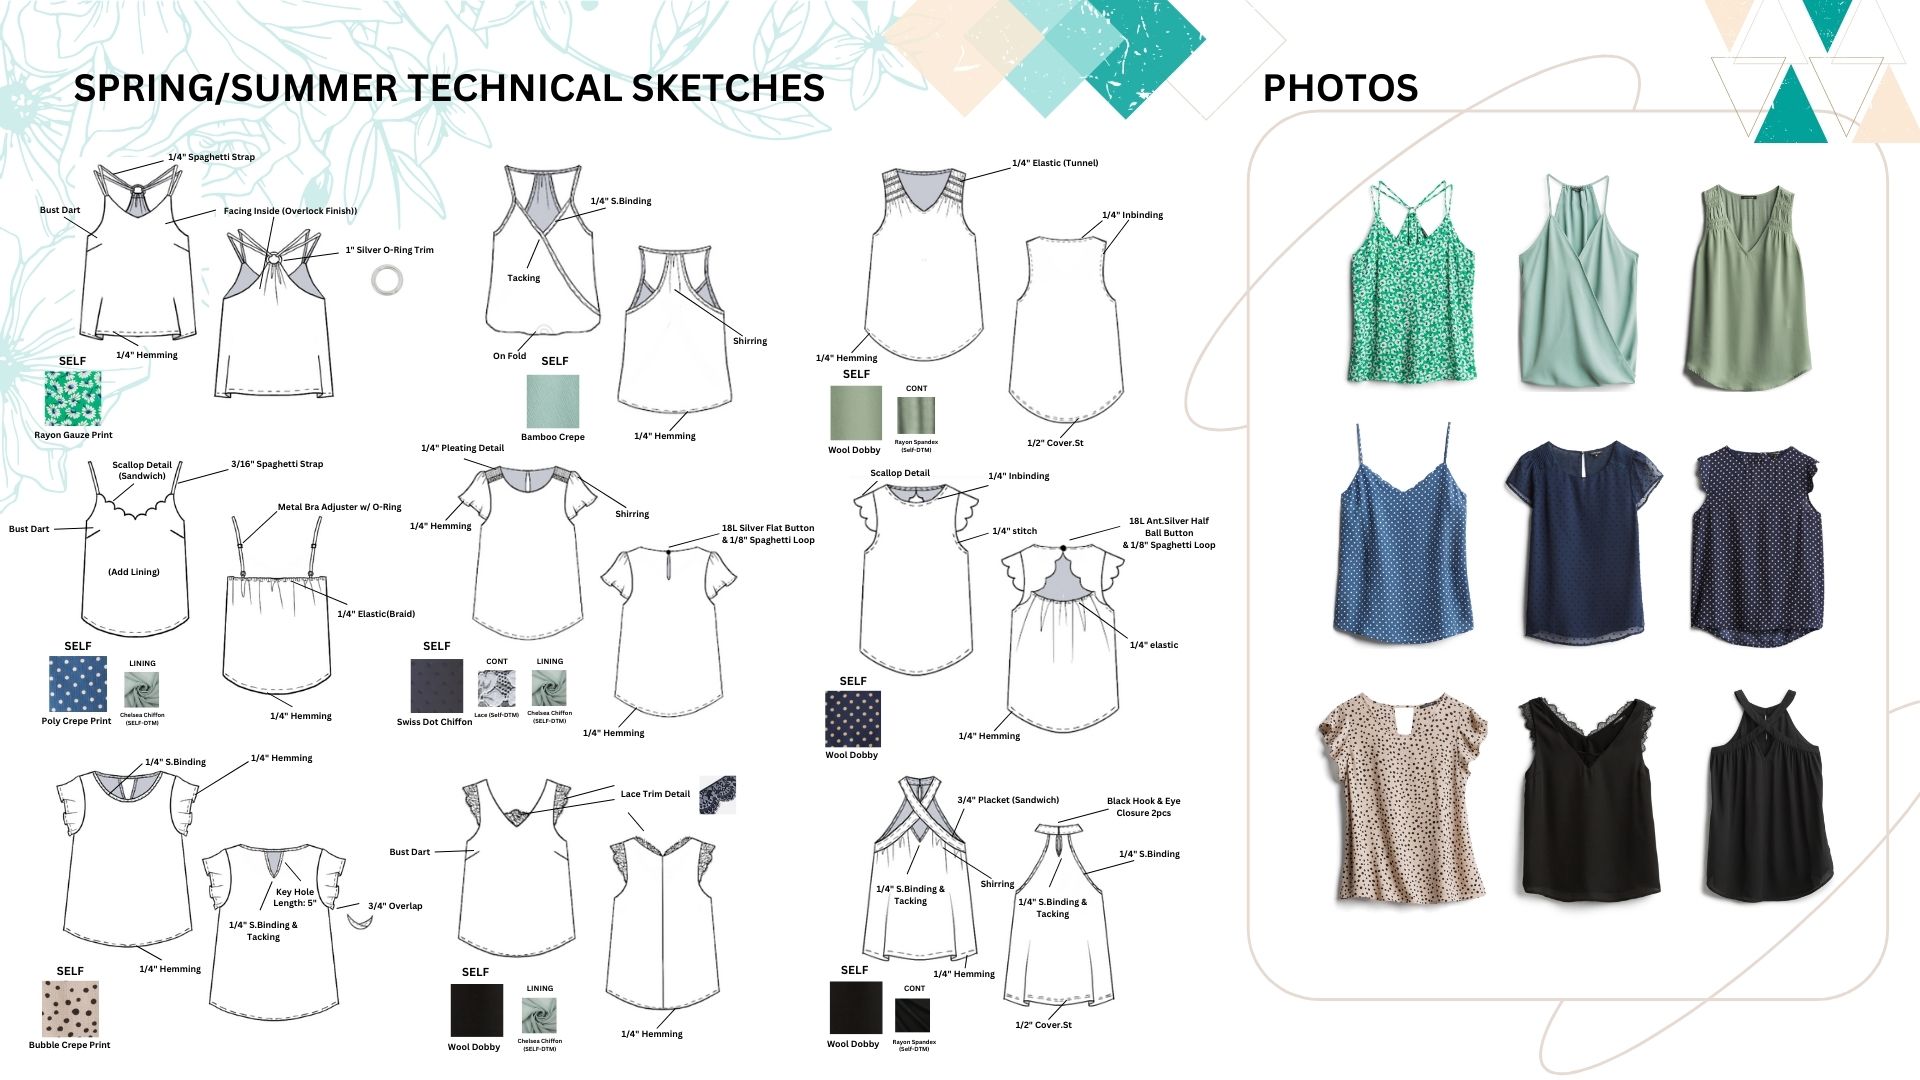 SPRING/SUMMER TECHNICAL SKETCHES
PHOTOS
1/4" Spaghetti Strap
Bust Dart
Facing Inside (Overlock Finish))
1" Silver O-Ring Trim
1/4" Hemming
SELF
Rayon Gauze Print
1/4" S.Binding
Tacking
On Fold
SELF
Shirring
Bamboo Crepe
1/4" Hemming
1/4" Elastic (Tunnel)
1/4" Inbinding
1/4" Hemming
SELF
CONT
Wool Dobby
Rayon Spandex
(Self-DTM)
1/2" Cover.St
Scallop Detail
(Sandwich)
3/16" Spaghetti Strap
Metal Bra Adjuster w/ O-Ring
Bust Dart
(Add Lining)
1/4" Elastic(Braid)
SELF
LINING
Poly Crepe Print
Chelsea Chiffon
(SELF-DTM)
1/4" Hemming
1/4" Pleating Detail
1/4" Hemming
Shirring
18L Silver Flat Button
& 1/8" Spaghetti Loop
SELF
CONT
LINING
Swiss Dot Chiffon
Lace (Self-DTM)
Chelsea Chiffon
(SELF-DTM)
1/4" Hemming
Scallop Detail
1/4" Inbinding
1/4" stitch
18L Ant.Silver Half
Ball Button
& 1/8" Spaghetti Loop
1/4" elastic
SELF
Wool Dobby
1/4" Hemming
1/4" S.Binding
1/4" Hemming
Key Hole
Length: 5"
3/4" Overlap
1/4" S.Binding &
Tacking
1/4" Hemming
SELF
Bubble Crepe Print
Lace Trim Detail
Bust Dart
SELF
LINING
Wool Dobby
Chelsea Chiffon
(SELF-DTM)
1/4" Hemming
3/4" Placket (Sandwich)
Black Hook & Eye
Closure 2pcs
1/4" S.Binding
Shirring
1/4" S.Binding &
Tacking
1/4" S.Binding &
Tacking
SELF
1/4" Hemming
CONT
Wool Dobby
Rayon Spandex
(Self-DTM)
1/2" Cover.St